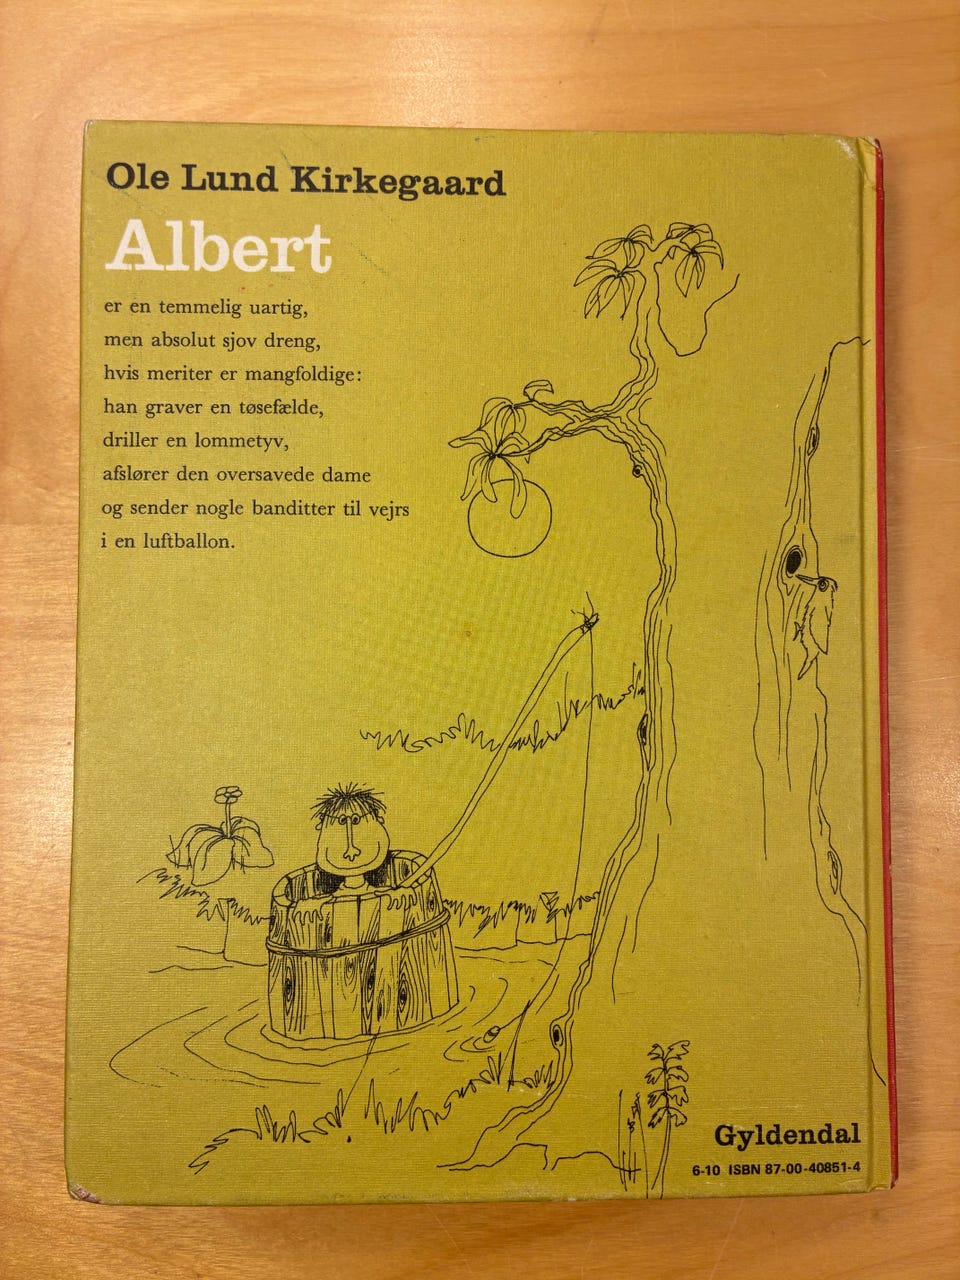 Ole Lund Kirkegaard
Albert
er en temmelig uartig,
men absolut sjov dreng,
hvis meriter er mangfoldige:
han graver en tøsefælde,
driller en lommetyv,
afslører den oversavede dame
og sender nogle banditter til vejrs
i en luftballon.
Gyldendal
6-10 ISBN 87-00-40851-4